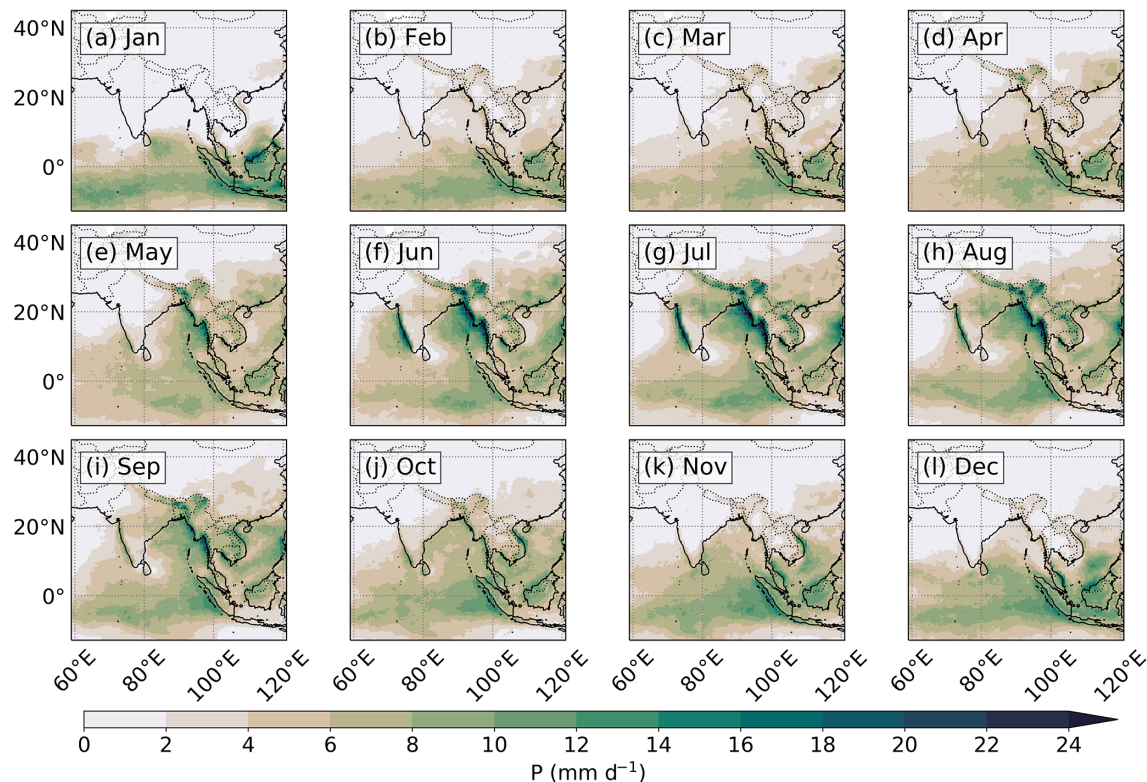 (a) Jan (b) Feb (c) Mar (d) Apr
40°N
20°N
0°
(e) May (f) Jun (g) Jul (h) Aug
40°N
20°N
0°
(i) Sep (j) Oct (k) Nov (l) Dec
40°N
20°N
0°
60°E 80°E 100°E 120°E 60°E 80°E 100°E 120°E 60°E 80°E 100°E 120°E 60°E 80°E 100°E 120°E
0 2 4 6 8 10 12 14 16 18 20 22 24
P (mm d⁻¹)